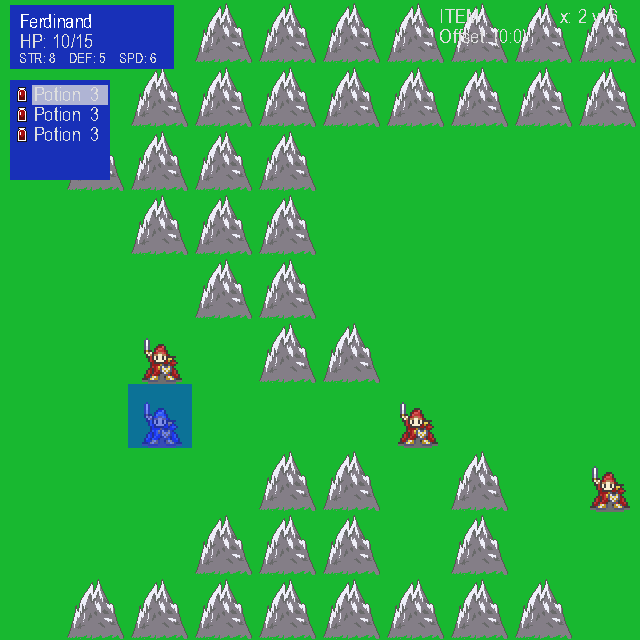 Ferdinand
HP: 10/15
STR: 8 DEF: 5 SPD: 6
ITEM x: 2 y: 6
Offset (0:0)
Potion 3
Potion 3
Potion 3